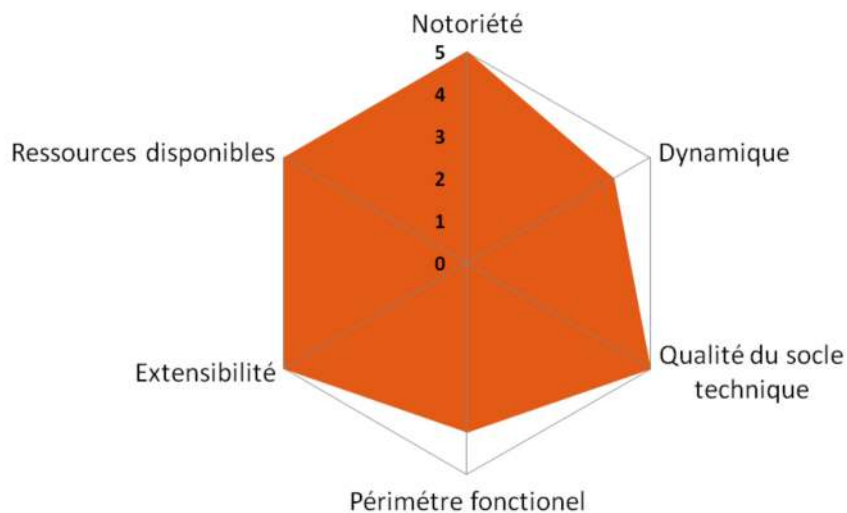 Notoriété
5
4
3
2
1
0
Ressources disponibles
Dynamique
Extensibilité
Qualité du socle
technique
Périmétre fonctionel